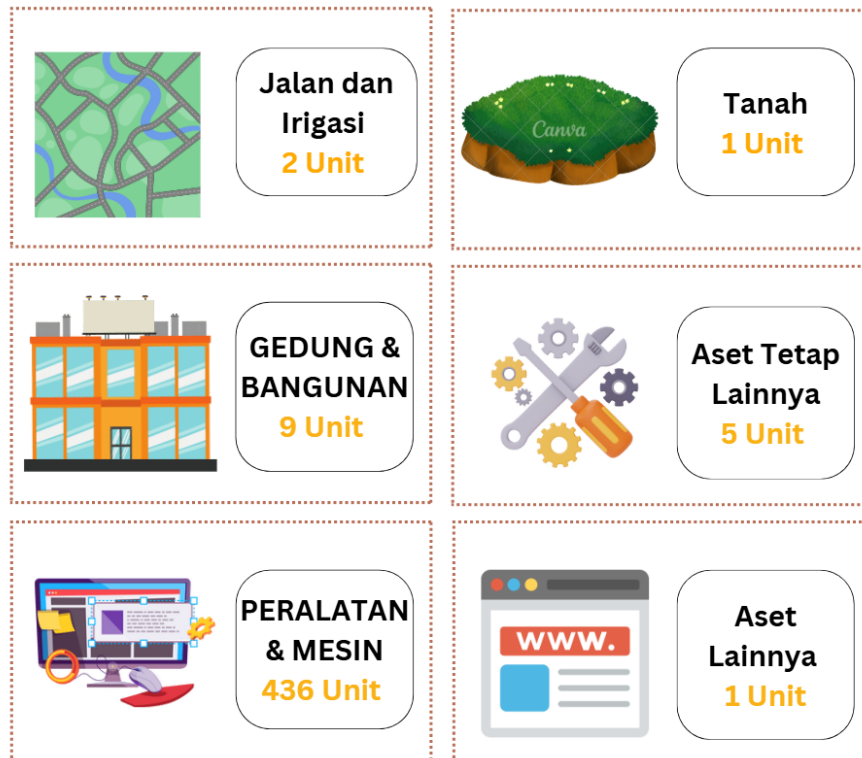 Jalan dan
Irigasi
2 Unit
Canva
Tanah
1 Unit
GEDUNG &
BANGUNAN
9 Unit
Aset Tetap
Lainnya
5 Unit
PERALATAN
& MESIN
436 Unit
www.
Aset
Lainnya
1 Unit